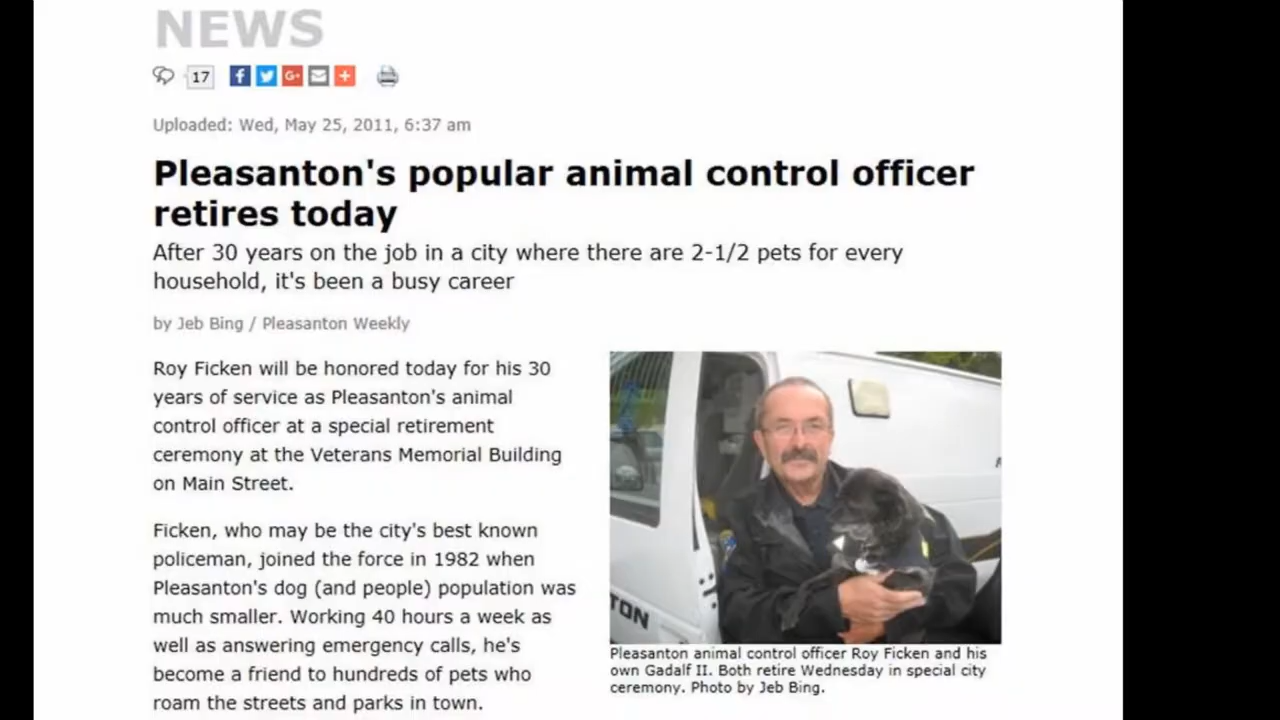 NEWS
17
Uploaded: Wed, May 25, 2011, 6:37 am
Pleasanton's popular animal control officer
retires today
After 30 years on the job in a city where there are 2-1/2 pets for every
household, it's been a busy career
by Jeb Bing / Pleasanton Weekly
Roy Ficken will be honored today for his 30
years of service as Pleasanton's animal
control officer at a special retirement
ceremony at the Veterans Memorial Building
on Main Street.
Ficken, who may be the city's best known
policeman, joined the force in 1982 when
Pleasanton's dog (and people) population was
much smaller. Working 40 hours a week as
well as answering emergency calls, he's
become a friend to hundreds of pets who
roam the streets and parks in town.
TON
Pleasanton animal control officer Roy Ficken and his
own Gadalf II. Both retire Wednesday in special city
ceremony. Photo by Jeb Bing.